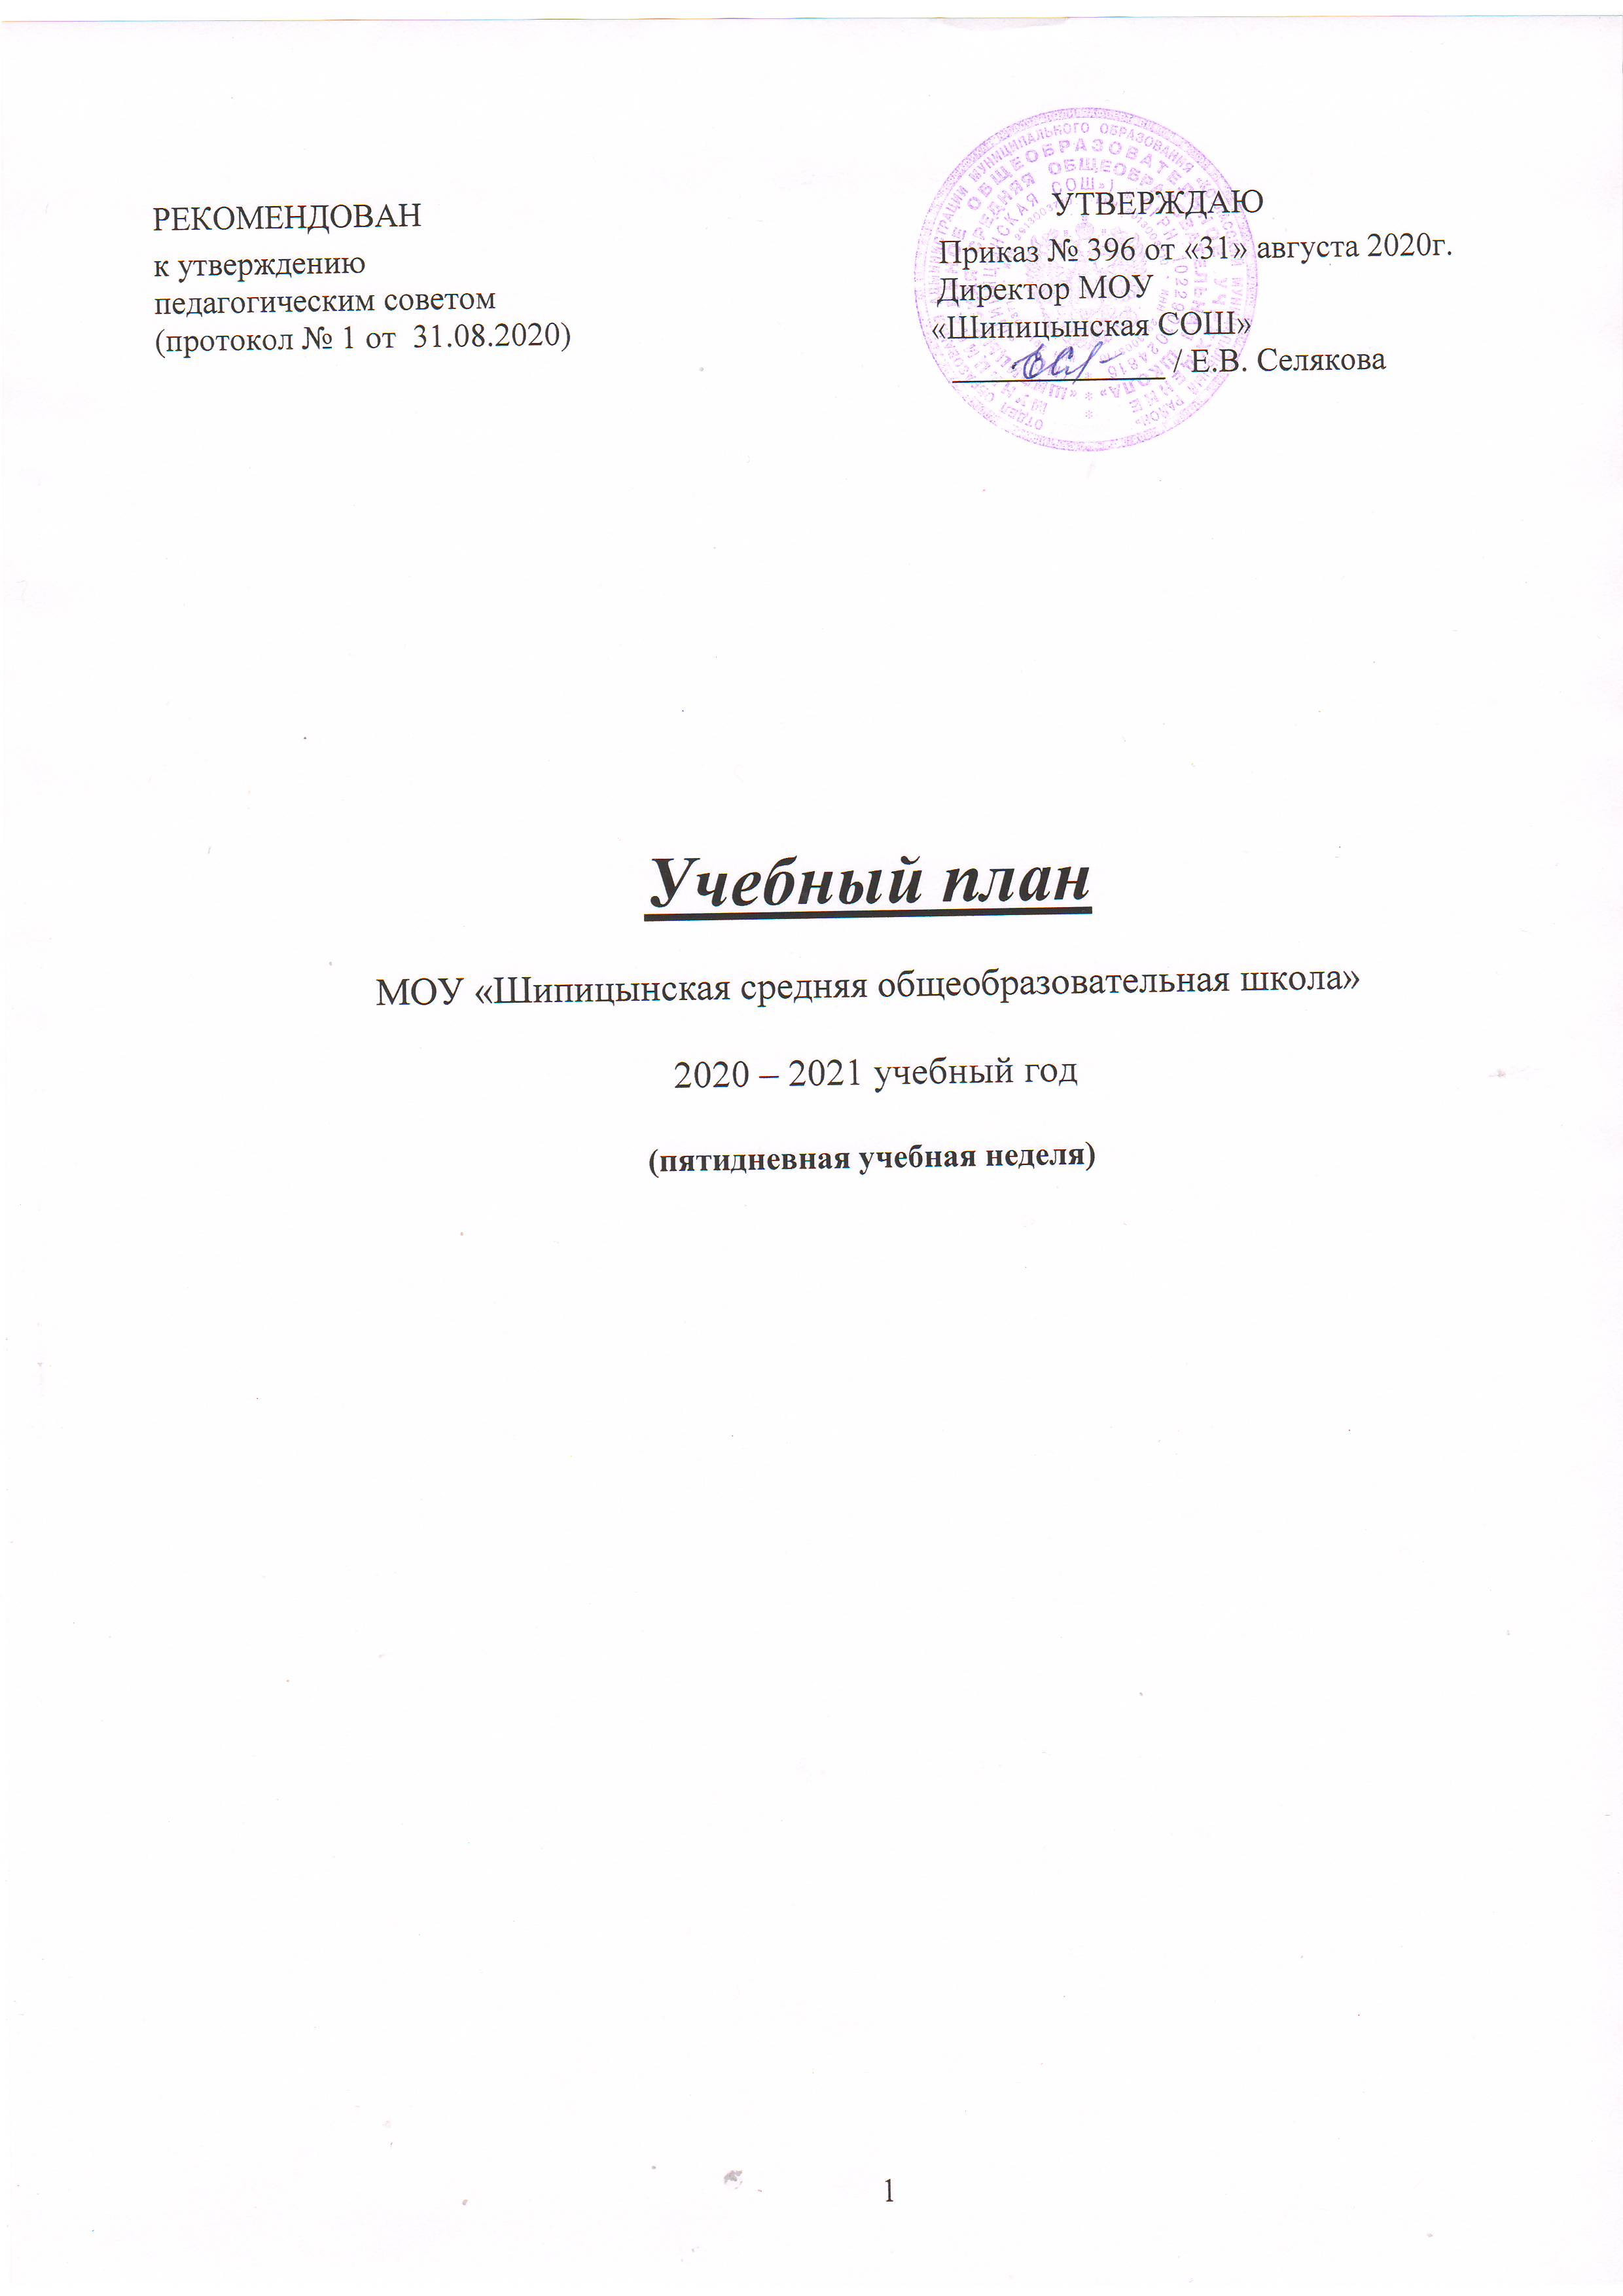 РЕКОМЕНДОВАН
к утверждению
педагогическим советом
(протокол № 1 от 31.08.2020)
УТВЕРЖДАЮ
Приказ № 396 от «31» августа 2020г.
Директор МОУ
«Шипицынская СОШ»
/ Е.В. Селякова
Учебный план
МОУ «Шипицынская средняя общеобразовательная школа»
2020 – 2021 учебный год
(пятидневная учебная неделя)
1